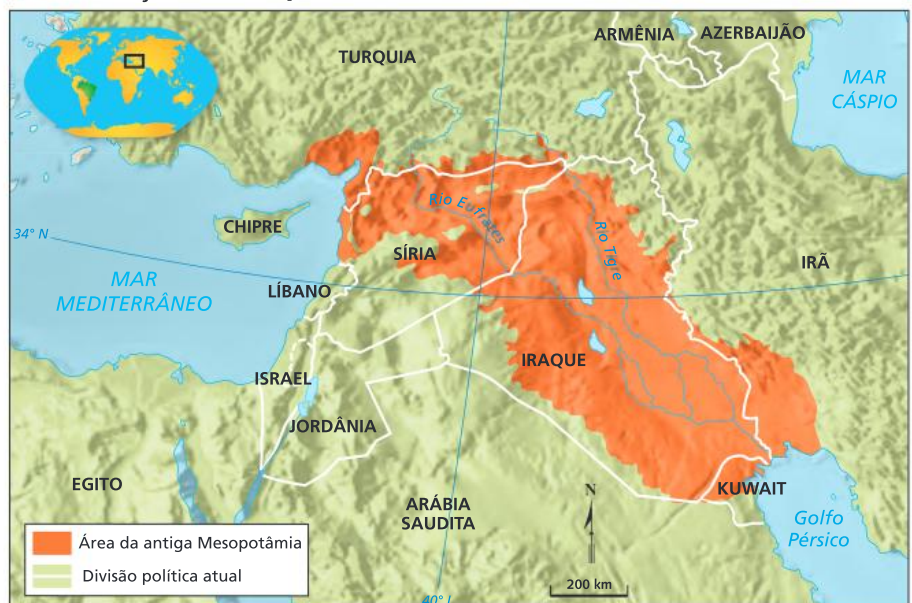 TURQUIA
ARMÊNIA
AZERBAIJÃO
MAR
CÁSPIO
Rio Eufrates
Rio Tigre
CHIPRE
34° N
SÍRIA
IRÃ
MAR
MEDITERRÂNEO
LÍBANO
IRAQUE
ISRAEL
JORDÂNIA
EGITO
ARÁBIA
SAUDITA
N
KUWAIT
Golfo
Pérsico
Área da antiga Mesopotâmia
Divisão política atual
200 km